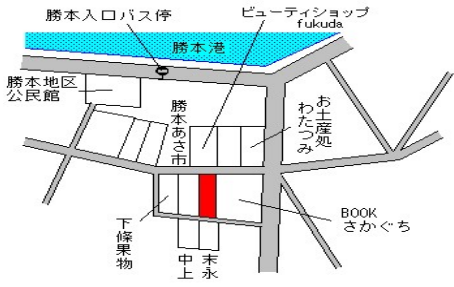 勝本入口バス停
ビューティショップ
fukuda
勝本港
勝本地区
公民館
勝本あさ市
お土産処
わたつみ
下條果物
中上
末永
BOOK
さかぐち